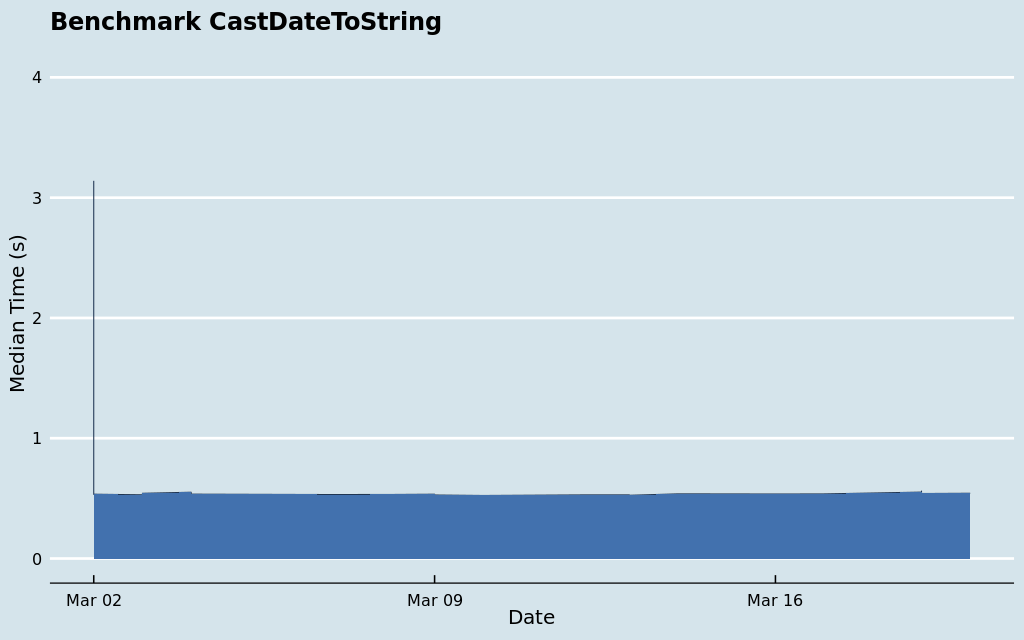 Benchmark CastDateToString
4
3
2
1
0
Median Time (s)
Mar 02
Mar 09
Mar 16
Date